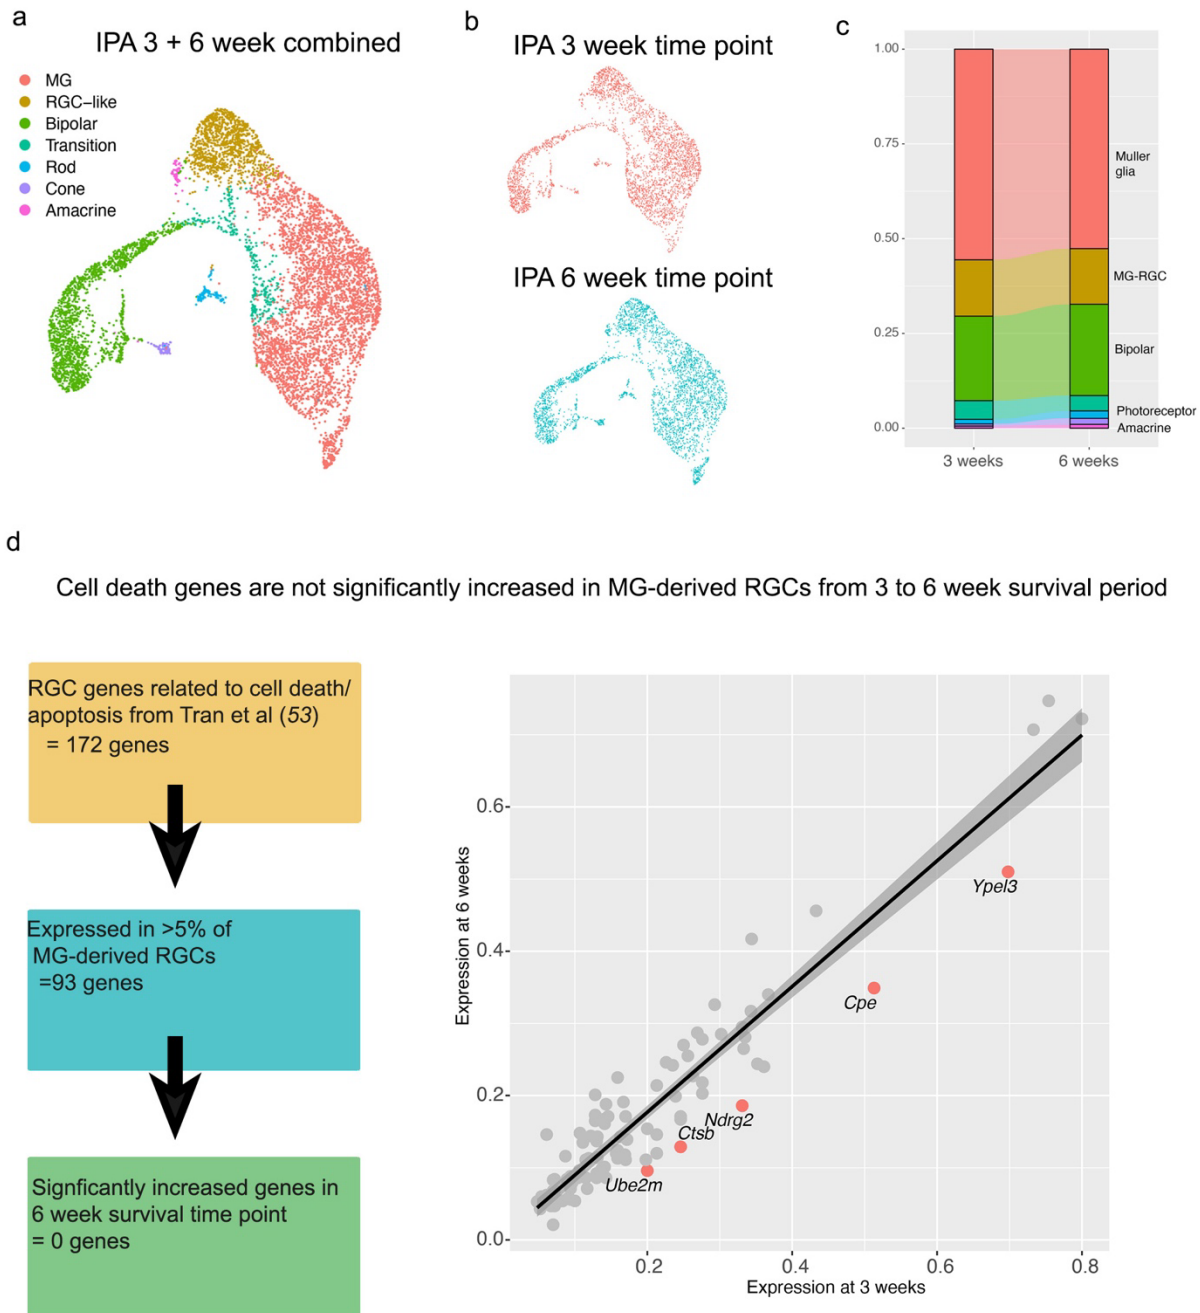 a
IPA 3 + 6 week combined
MG
RGC-like
Bipolar
Transition
Rod
Cone
Amacrine
b
IPA 3 week time point
IPA 6 week time point
c
1.00
0.75
0.50
0.25
0.00
3 weeks
6 weeks
Muller
glia
MG-RGC
Bipolar
Photoreceptor
Amacrine
d
Cell death genes are not significantly increased in MG-derived RGCs from 3 to 6 week survival period
RGC genes related to cell death/
apoptosis from Tran et al (53)
= 172 genes
Expressed in >5% of
MG-derived RGCs
=93 genes
Signficantly increased genes in
6 week survival time point
= 0 genes
Expression at 6 weeks
0.6
0.4
0.2
0.0
Ypel3
Cpe
Ndrg2
Ctsb
Ube2m
0.2
0.4
0.6
0.8
Expression at 3 weeks